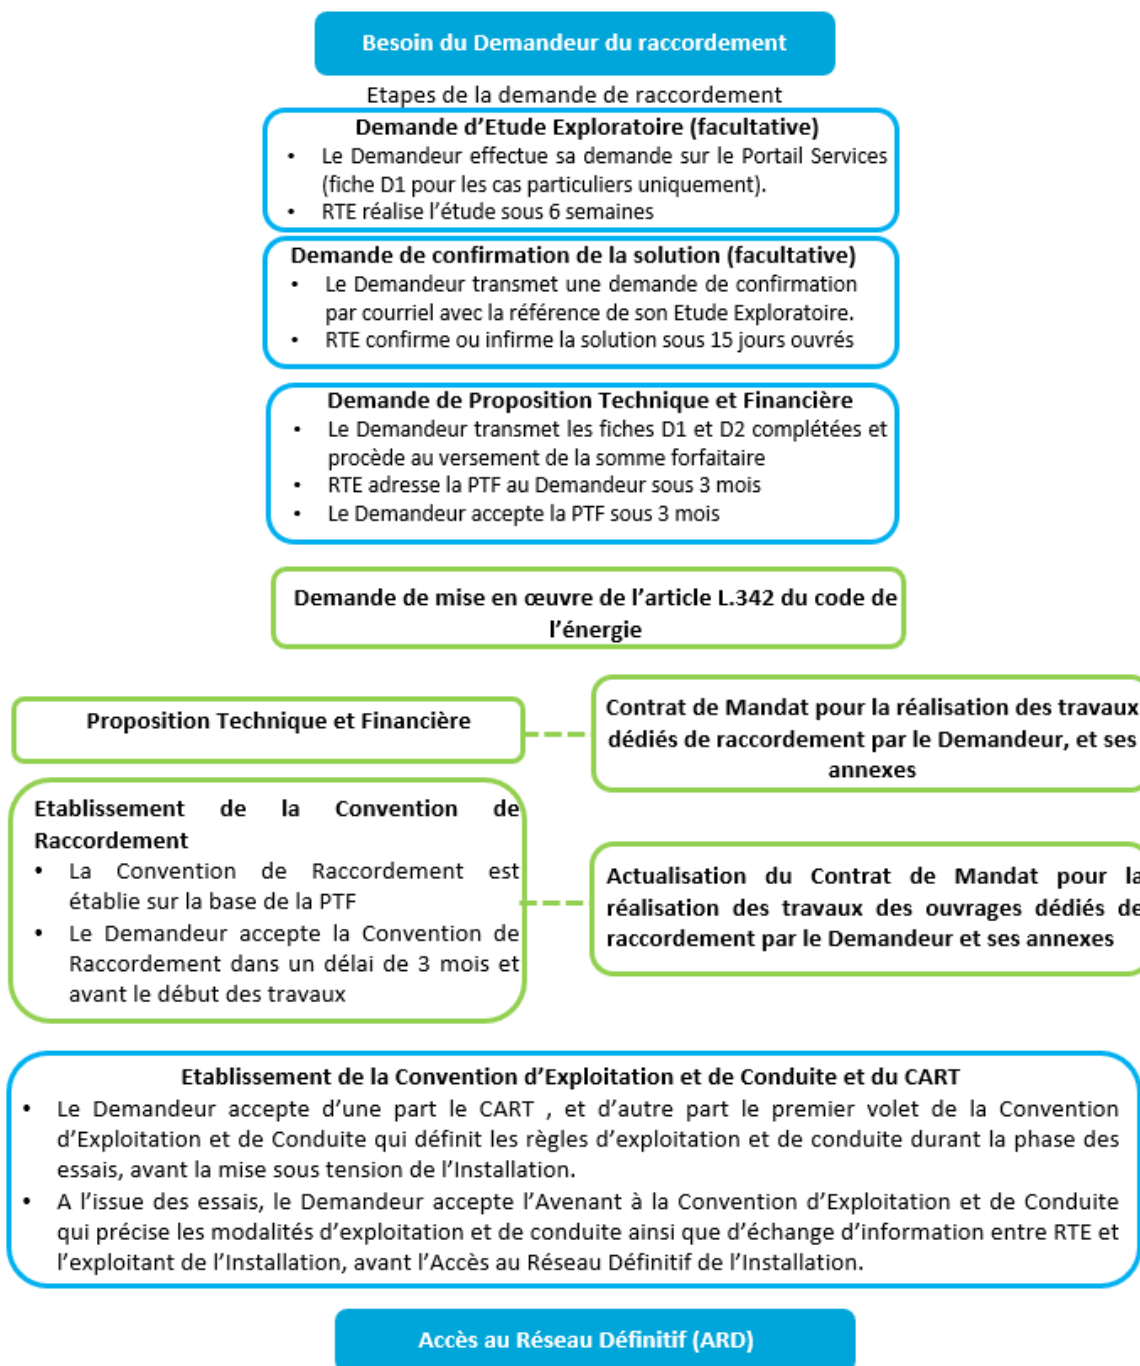 Besoin du Demandeur du raccordement
Etapes de la demande de raccordement
Demande d'Etude Exploratoire (facultative)
• Le Demandeur effectue sa demande sur le Portail Services
(fiche D1 pour les cas particuliers uniquement).
• RTE réalise l'étude sous 6 semaines
Demande de confirmation de la solution (facultative)
• Le Demandeur transmet une demande de confirmation
par courriel avec la référence de son Etude Exploratoire.
• RTE confirme ou infirme la solution sous 15 jours ouvrés
Demande de Proposition Technique et Financière
• Le Demandeur transmet les fiches D1 et D2 complétées et
procède au versement de la somme forfaitaire
• RTE adresse la PTF au Demandeur sous 3 mois
• Le Demandeur accepte la PTF sous 3 mois
Demande de mise en œuvre de l'article L.342 du code de
l'énergie
Proposition Technique et Financière
Contrat de Mandat pour la réalisation des travaux
dédiés de raccordement par le Demandeur, et ses
annexes
Etablissement de la Convention de
Raccordement
• La Convention de Raccordement est
établie sur la base de la PTF
• Le Demandeur accepte la Convention de
Raccordement dans un délai de 3 mois et
avant le début des travaux
Actualisation du Contrat de Mandat pour la
réalisation des travaux des ouvrages dédiés de
raccordement par le Demandeur et ses annexes
Etablissement de la Convention d'Exploitation et de Conduite et du CART
• Le Demandeur accepte d'une part le CART , et d'autre part le premier volet de la Convention
d'Exploitation et de Conduite qui définit les règles d'exploitation et de conduite durant la phase des
essais, avant la mise sous tension de l'Installation.
• A l'issue des essais, le Demandeur accepte l'Avenant à la Convention d'Exploitation et de Conduite
qui précise les modalités d'exploitation et de conduite ainsi que d'échange d'information entre RTE et
l'exploitant de l'Installation, avant l'Accès au Réseau Définitif de l'Installation.
Accès au Réseau Définitif (ARD)